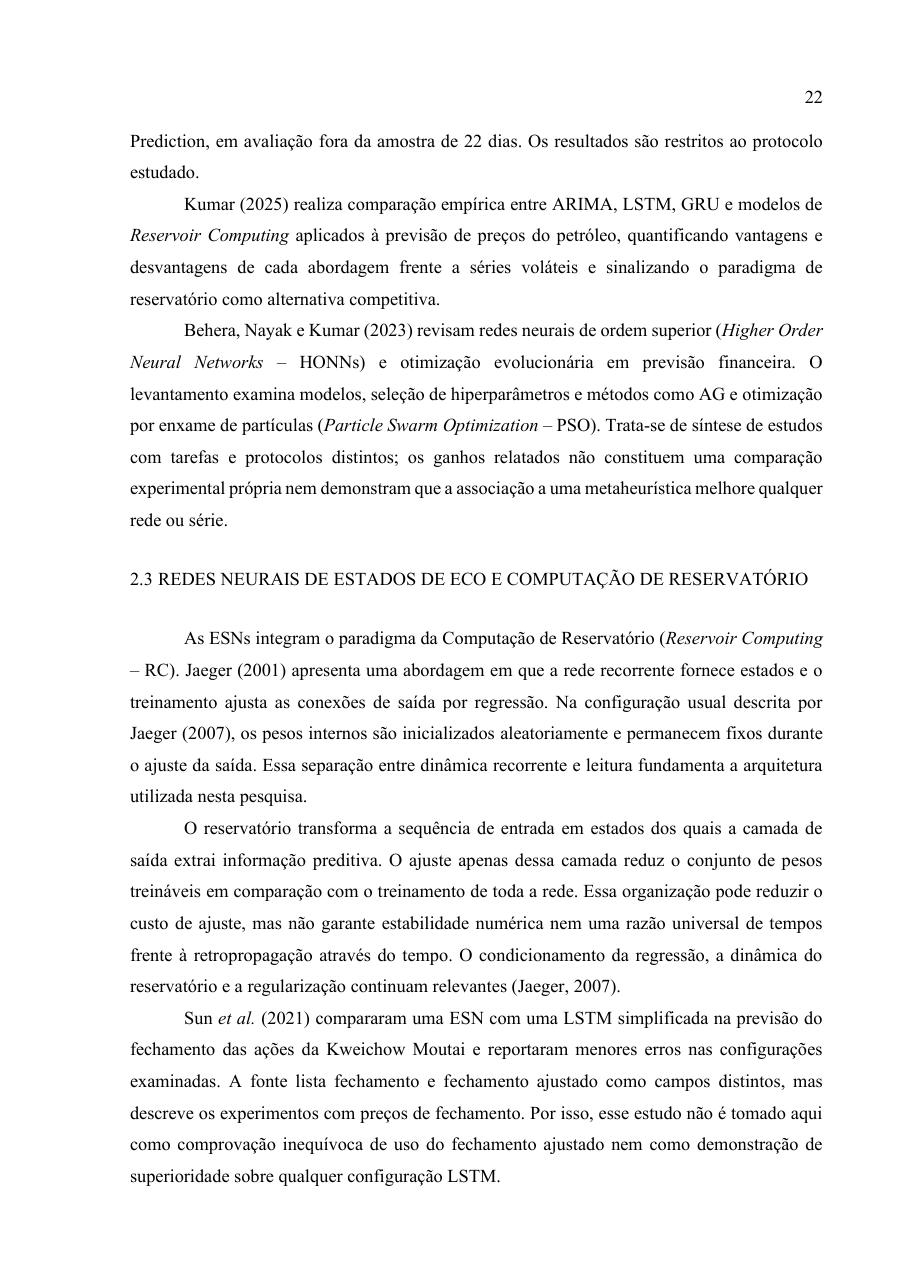 22
Prediction, em avaliação fora da amostra de 22 dias. Os resultados são restritos ao protocolo
estudado.
Kumar (2025) realiza comparação empírica entre ARIMA, LSTM, GRU e modelos de
Reservoir Computing aplicados à previsão de preços do petróleo, quantificando vantagens e
desvantagens de cada abordagem frente a séries voláteis e sinalizando o paradigma de
reservatório como alternativa competitiva.
Behera, Nayak e Kumar (2023) revisam redes neurais de ordem superior (Higher Order
Neural Networks – HONNs) e otimização evolucionária em previsão financeira. O
levantamento examina modelos, seleção de hiperparâmetros e métodos como AG e otimização
por enxame de partículas (Particle Swarm Optimization – PSO). Trata-se de síntese de estudos
com tarefas e protocolos distintos; os ganhos relatados não constituem uma comparação
experimental própria nem demonstram que a associação a uma metaheurística melhore qualquer
rede ou série.
2.3 REDES NEURAIS DE ESTADOS DE ECO E COMPUTAÇÃO DE RESERVATÓRIO
As ESNs integram o paradigma da Computação de Reservatório (Reservoir Computing
– RC). Jaeger (2001) apresenta uma abordagem em que a rede recorrente fornece estados e o
treinamento ajusta as conexões de saída por regressão. Na configuração usual descrita por
Jaeger (2007), os pesos internos são inicializados aleatoriamente e permanecem fixos durante
o ajuste da saída. Essa separação entre dinâmica recorrente e leitura fundamenta a arquitetura
utilizada nesta pesquisa.
O reservatório transforma a sequência de entrada em estados dos quais a camada de
saída extrai informação preditiva. O ajuste apenas dessa camada reduz o conjunto de pesos
treináveis em comparação com o treinamento de toda a rede. Essa organização pode reduzir o
custo de ajuste, mas não garante estabilidade numérica nem uma razão universal de tempos
frente à retropropagação através do tempo. O condicionamento da regressão, a dinâmica do
reservatório e a regularização continuam relevantes (Jaeger, 2007).
Sun et al. (2021) compararam uma ESN com uma LSTM simplificada na previsão do
fechamento das ações da Kweichow Moutai e reportaram menores erros nas configurações
examinadas. A fonte lista fechamento e fechamento ajustado como campos distintos, mas
descreve os experimentos com preços de fechamento. Por isso, esse estudo não é tomado aqui
como comprovação inequívoca de uso do fechamento ajustado nem como demonstração de
superioridade sobre qualquer configuração LSTM.